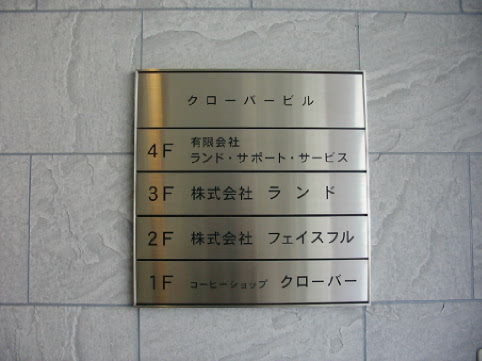 クローバービル
4F 有限会社
ランド・サポート・サービス
3F 株式会社 ランド
2F 株式会社 フェイスフル
1F コーヒーショップ クローバー